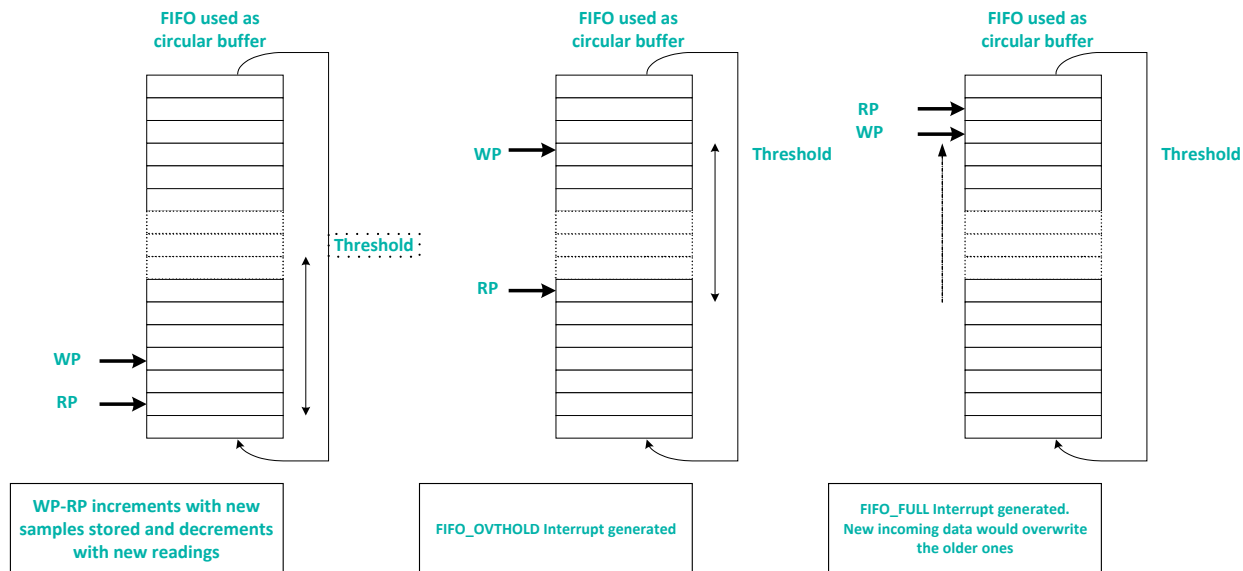 FIFO used as
circular buffer
WP
RP
Threshold
WP-RP increments with new
samples stored and decrements
with new readings
FIFO used as
circular buffer
WP
RP
Threshold
FIFO_OVTHOLD Interrupt generated
FIFO used as
circular buffer
RP
WP
Threshold
FIFO_FULL Interrupt generated.
New incoming data would overwrite
the older ones